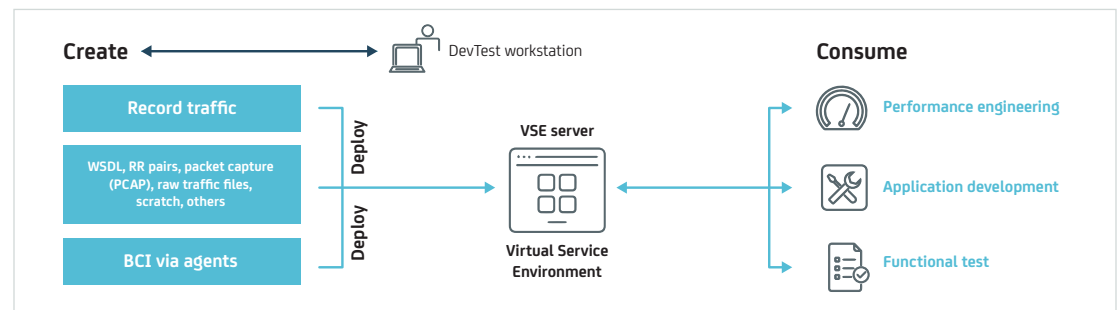 Create
DevTest workstation
Consume
Record traffic
WSDL, RR pairs, packet capture
(PCAP), raw traffic files,
scratch, others
BCI via agents
Deploy
Deploy
VSE server
Virtual Service
Environment
Performance engineering
Application development
Functional test